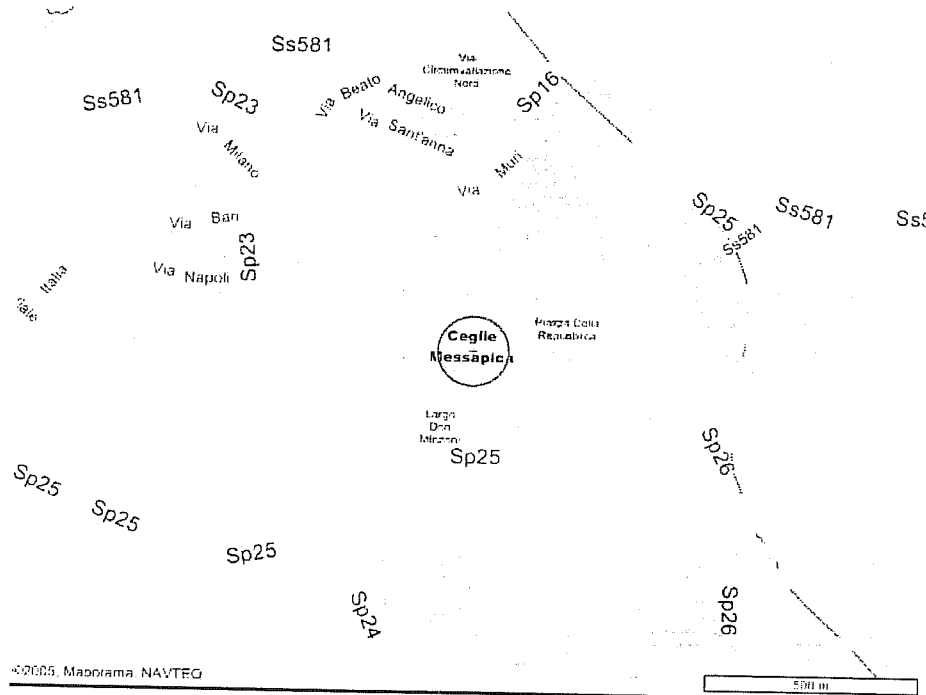 Ss581
Via
Circumvallazione
Nord
Ss581
Sp23
Via Beato Angelico
Sp16
Via Sant'anna
Via Milano
Via Muri
Via Bari
Sp23
Sp25
Ss581
Ss581
Via Napoli
Italia
Ceglie
Messapica
Piazza Della
Repubblica
Largo
Don
Minzoni
Sp25
Sp26
Sp25
Sp25
Sp25
Sp24
Sp26
©2005, Maporama, NAVTEQ
500 m